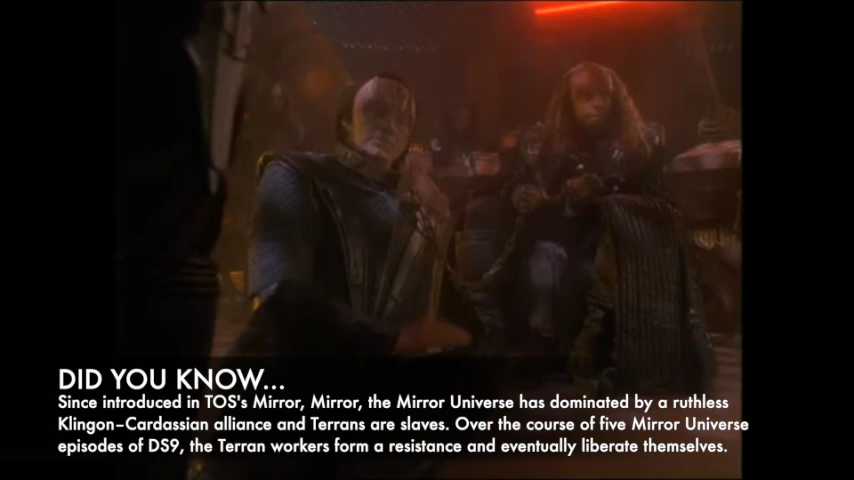 DID YOU KNOW...
Since introduced in TOS's Mirror, Mirror, the Mirror Universe has dominated by a ruthless
Klingon–Cardassian alliance and Terrans are slaves. Over the course of five Mirror Universe
episodes of DS9, the Terran workers form a resistance and eventually liberate themselves.